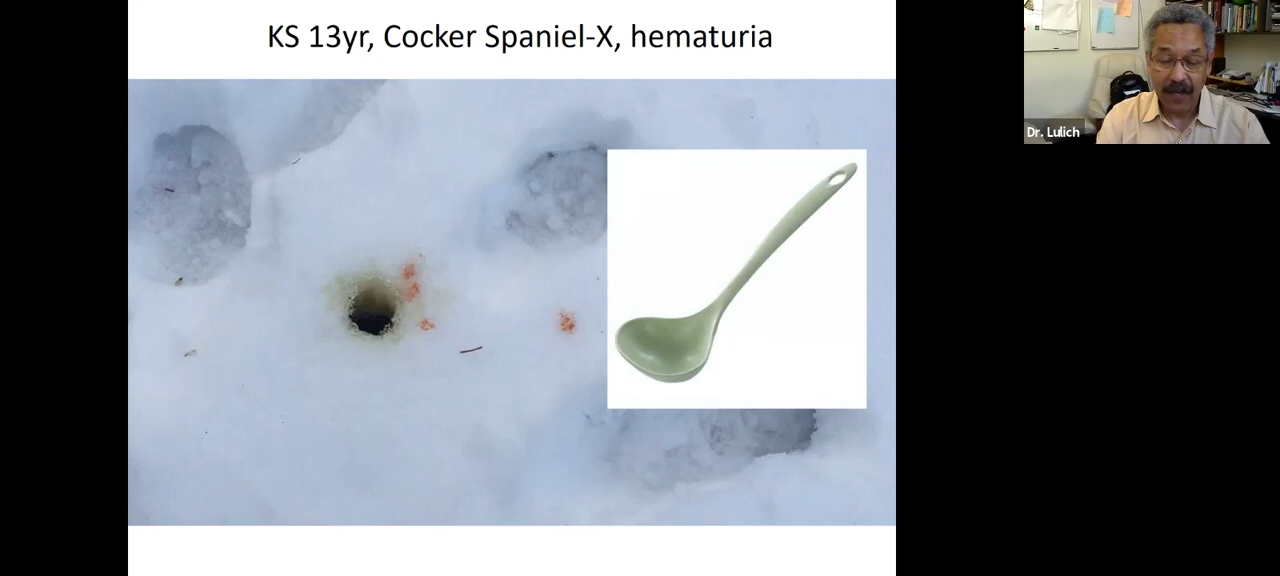 KS 13yr, Cocker Spaniel-X, hematuria
Dr. Lulich